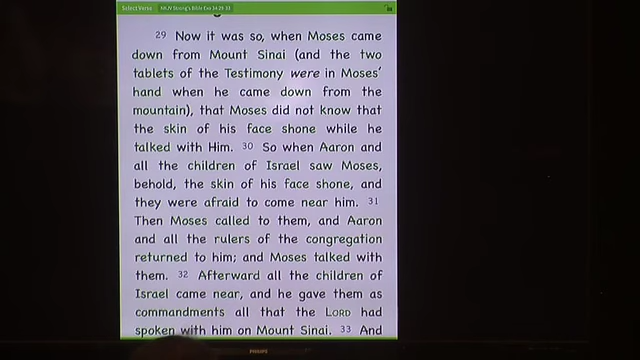 Select Verse NKJV Strong's Bible Exo 34:29-33
29 Now it was so, when Moses came
down from Mount Sinai (and the two
tablets of the Testimony were in Moses'
hand when he came down from the
mountain), that Moses did not know that
the skin of his face shone while he
talked with Him. 30 So when Aaron and
all the children of Israel saw Moses,
behold, the skin of his face shone, and
they were afraid to come near him. 31
Then Moses called to them, and Aaron
and all the rulers of the congregation
returned to him; and Moses talked with
them. 32 Afterward all the children of
Israel came near, and he gave them as
commandments all that the LORD had
spoken with him on Mount Sinai. 33 And
PHILIPS